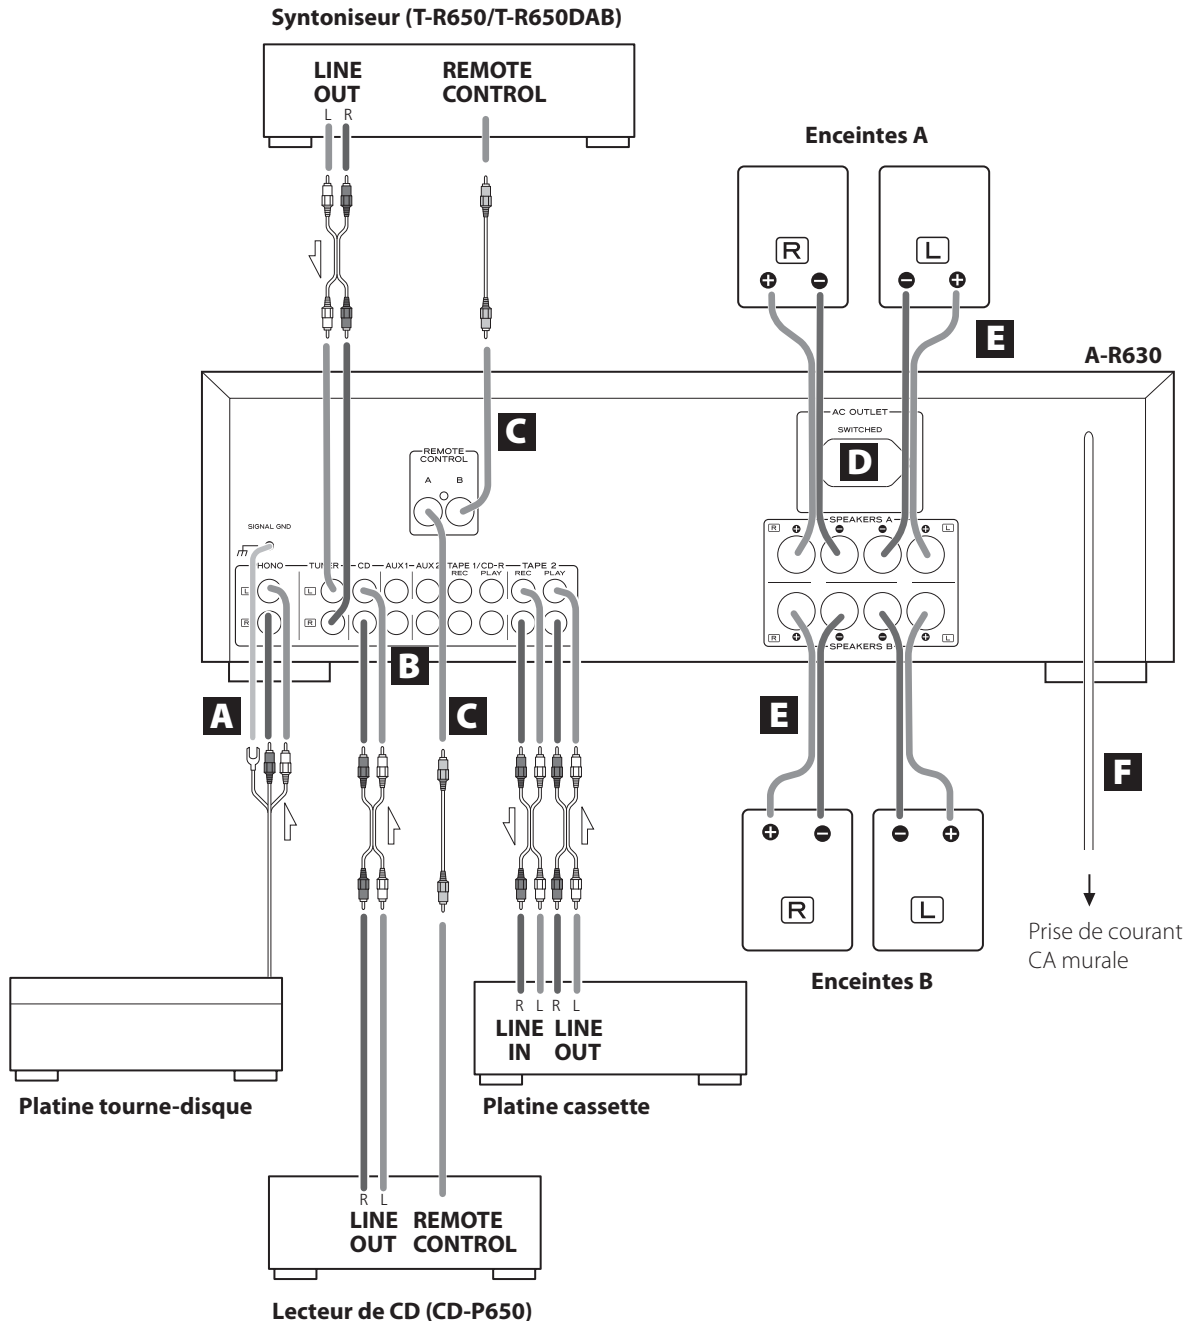 Syntoniseur (T-R650/T-R650DAB)
LINE OUT
REMOTE CONTROL
L R
Enceintes A
R
L
E
A-R630
C
AC OUTLET
SWITCHED
D
REMOTE CONTROL
A B
SIGNAL GND
R SPEAKERS A L
PHONO TUNER CD AUX1 AUX2 TAPE 1/CD-R TAPE 2
REC PLAY REC PLAY
L L
R R
R SPEAKERS B L
B
A
C
E
F
R
L
Prise de courant
CA murale
Enceintes B
R L R L
LINE IN
LINE OUT
Platine tourne-disque
Platine cassette
R L
LINE OUT
REMOTE CONTROL
Lecteur de CD (CD-P650)